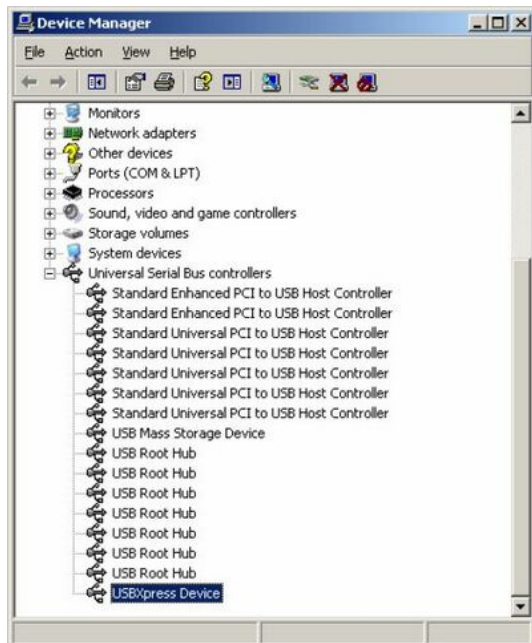 Device Manager
File Action View Help
Monitors
Network adapters
Other devices
Ports (COM & LPT)
Processors
Sound, video and game controllers
Storage volumes
System devices
Universal Serial Bus controllers
Standard Enhanced PCI to USB Host Controller
Standard Enhanced PCI to USB Host Controller
Standard Universal PCI to USB Host Controller
Standard Universal PCI to USB Host Controller
Standard Universal PCI to USB Host Controller
Standard Universal PCI to USB Host Controller
Standard Universal PCI to USB Host Controller
USB Mass Storage Device
USB Root Hub
USB Root Hub
USB Root Hub
USB Root Hub
USB Root Hub
USB Root Hub
USB Root Hub
USBXpress Device